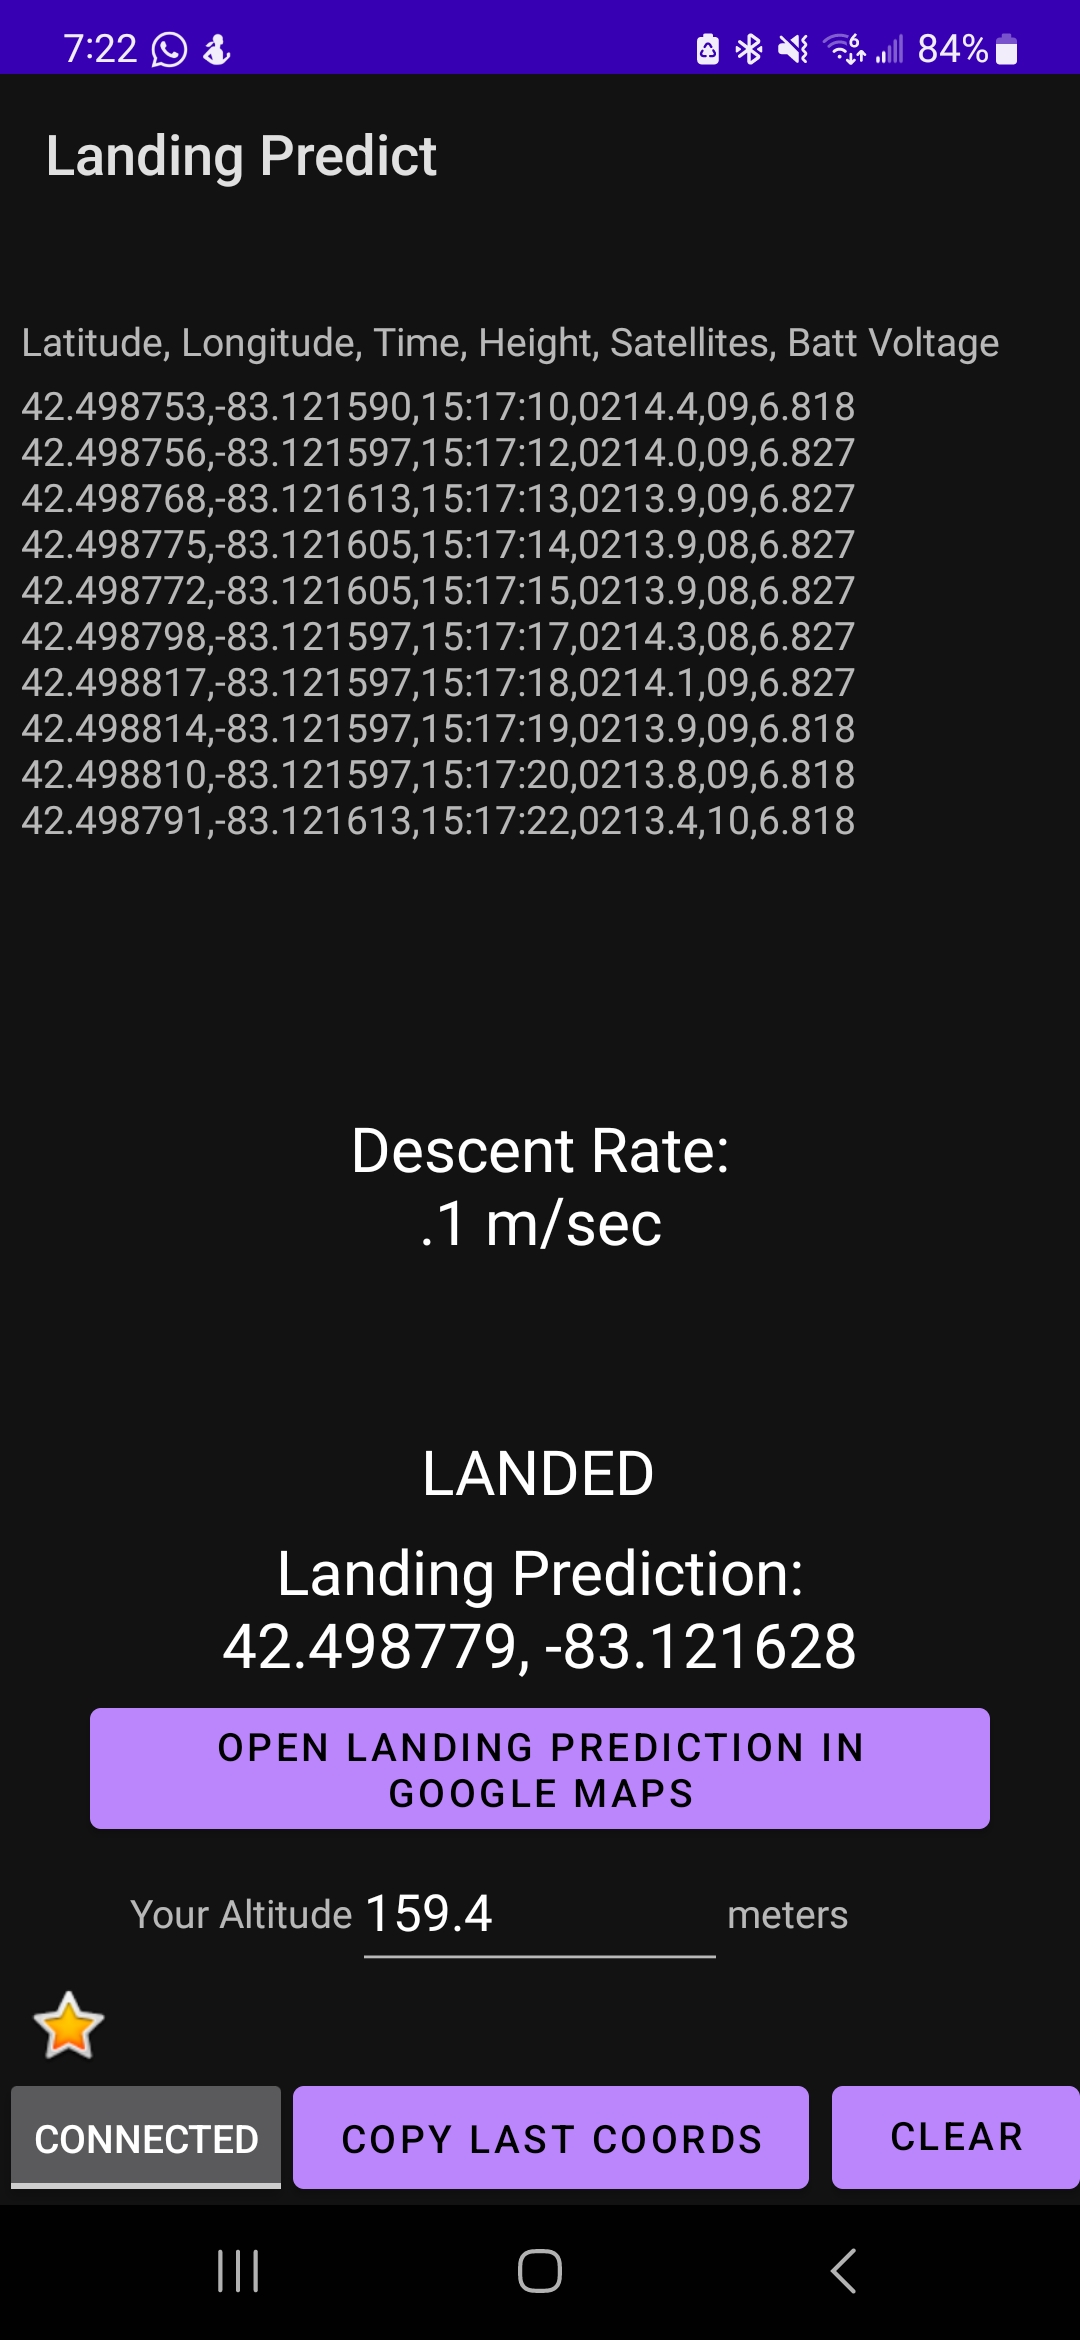 7:22 84%
Landing Predict
Latitude, Longitude, Time, Height, Satellites, Batt Voltage
42.498753,-83.121590,15:17:10,0214.4,09,6.818
42.498756,-83.121597,15:17:12,0214.0,09,6.827
42.498768,-83.121613,15:17:13,0213.9,09,6.827
42.498775,-83.121605,15:17:14,0213.9,08,6.827
42.498772,-83.121605,15:17:15,0213.9,08,6.827
42.498798,-83.121597,15:17:17,0214.3,08,6.827
42.498817,-83.121597,15:17:18,0214.1,09,6.827
42.498814,-83.121597,15:17:19,0213.9,09,6.818
42.498810,-83.121597,15:17:20,0213.8,09,6.818
42.498791,-83.121613,15:17:22,0213.4,10,6.818
Descent Rate:
.1 m/sec
LANDED
Landing Prediction:
42.498779, -83.121628
OPEN LANDING PREDICTION IN
GOOGLE MAPS
Your Altitude 159.4 meters
CONNECTED COPY LAST COORDS CLEAR